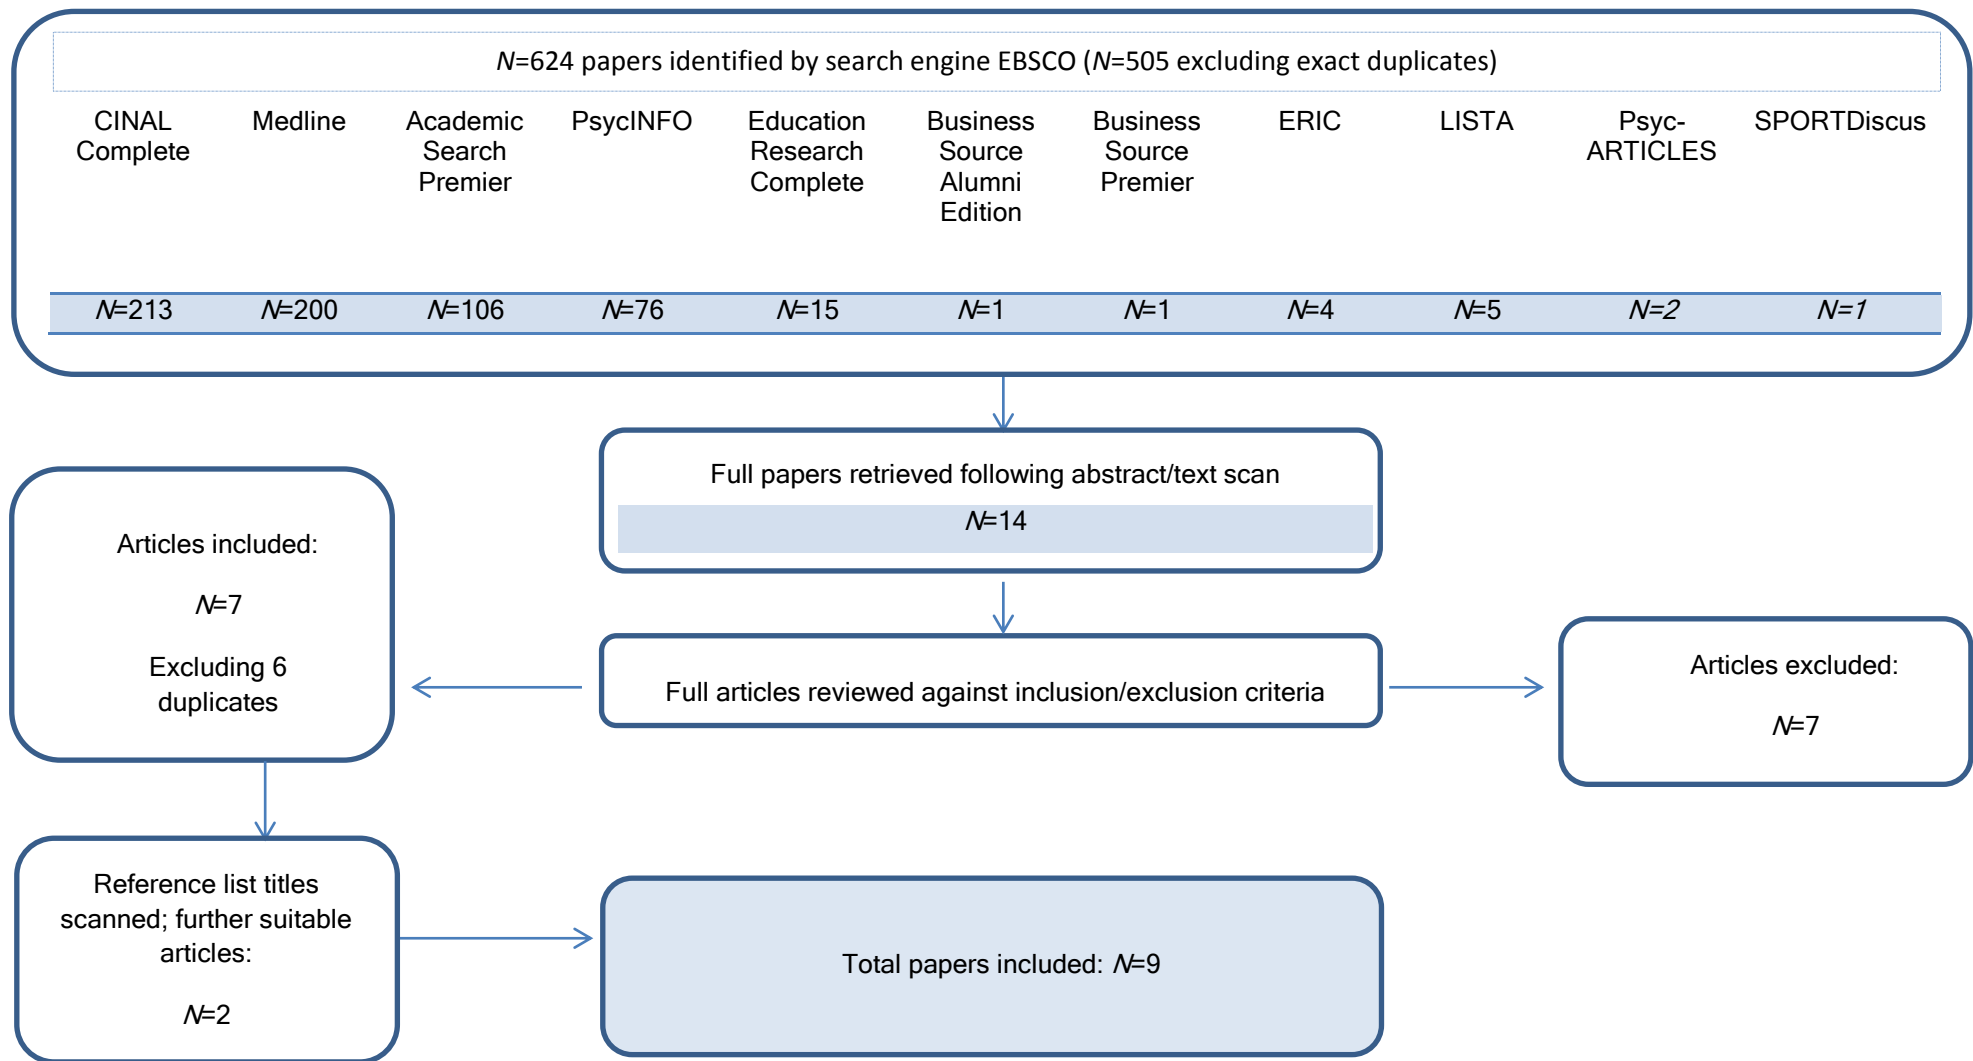 N=624 papers identified by search engine EBSCO (N=505 excluding exact duplicates)
CINAL
Complete
Medline
Academic
Search
Premier
PsycINFO
Education
Research
Complete
Business
Source
Alumni
Edition
Business
Source
Premier
ERIC
LISTA
Psyc-
ARTICLES
SPORTDiscus
N=213
N=200
N=106
N=76
N=15
N=1
N=1
N=4
N=5
N=2
N=1
Full papers retrieved following abstract/text scan
N=14
Articles included:
N=7
Excluding 6
duplicates
Full articles reviewed against inclusion/exclusion criteria
Articles excluded:
N=7
Reference list titles
scanned; further suitable
articles:
N=2
Total papers included: N=9